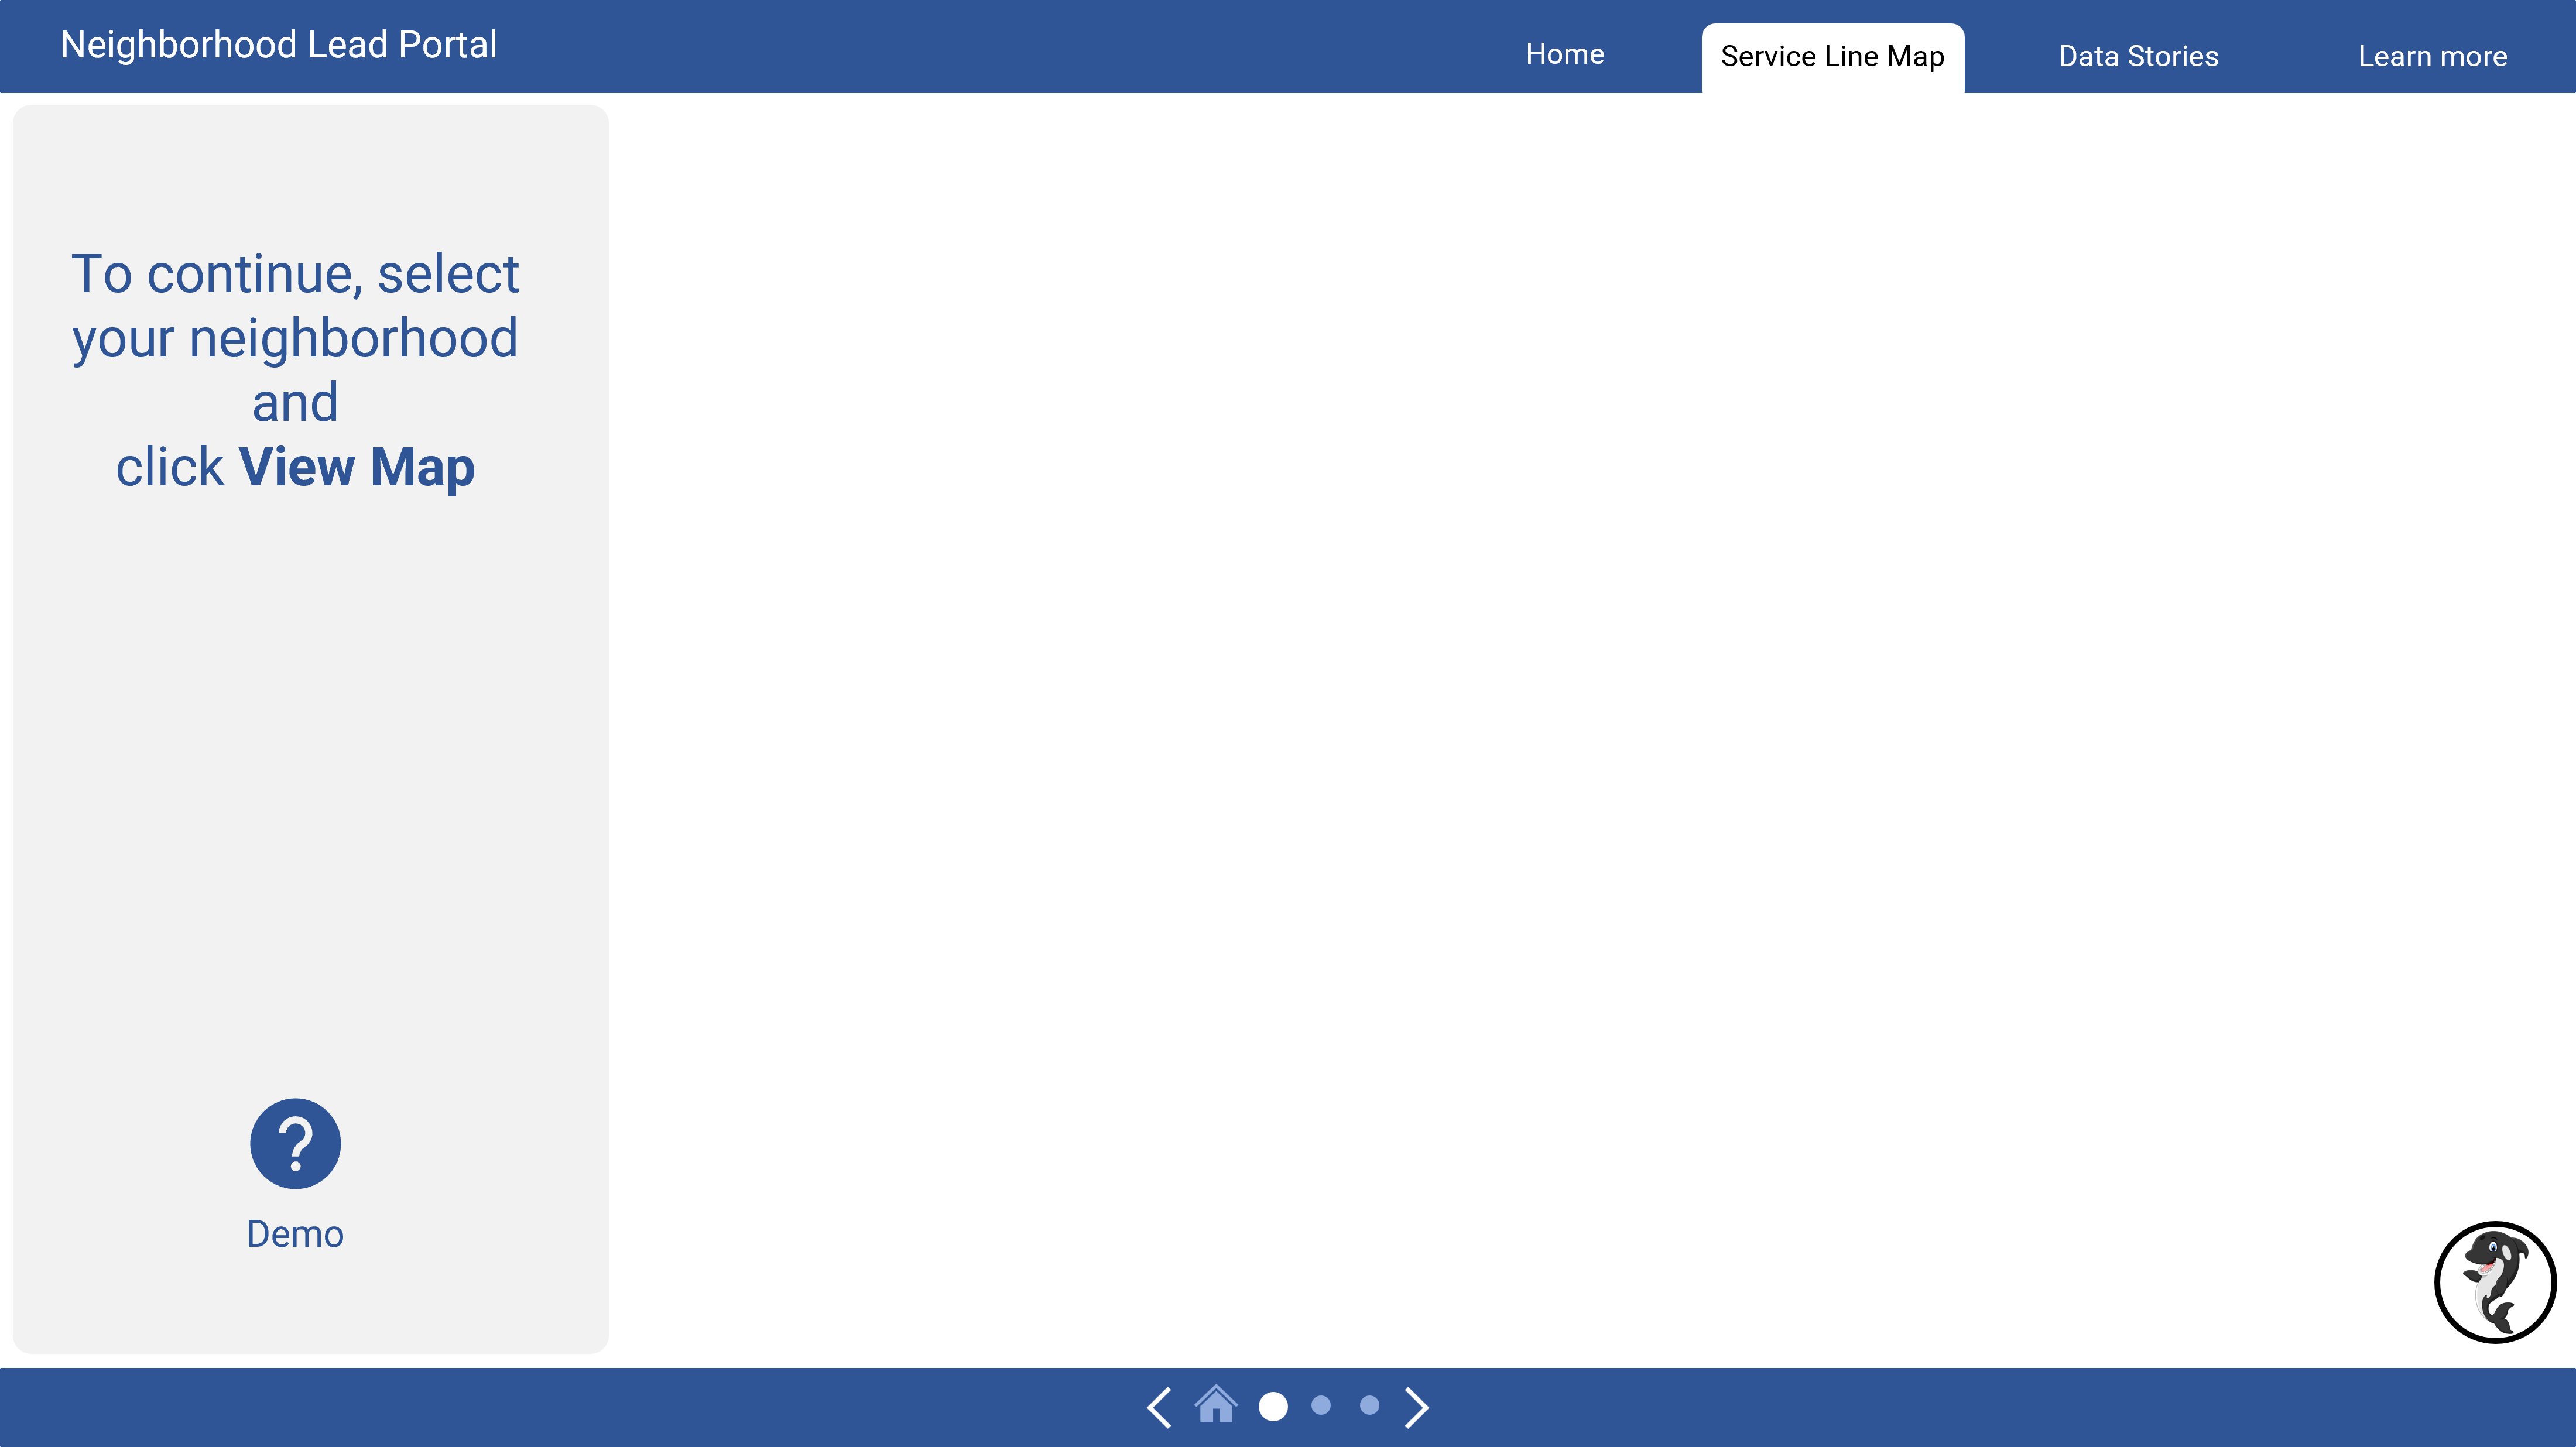 Neighborhood Lead Portal
Home
Service Line Map
Data Stories
Learn more
To continue, select
your neighborhood
and
click View Map
?
Demo